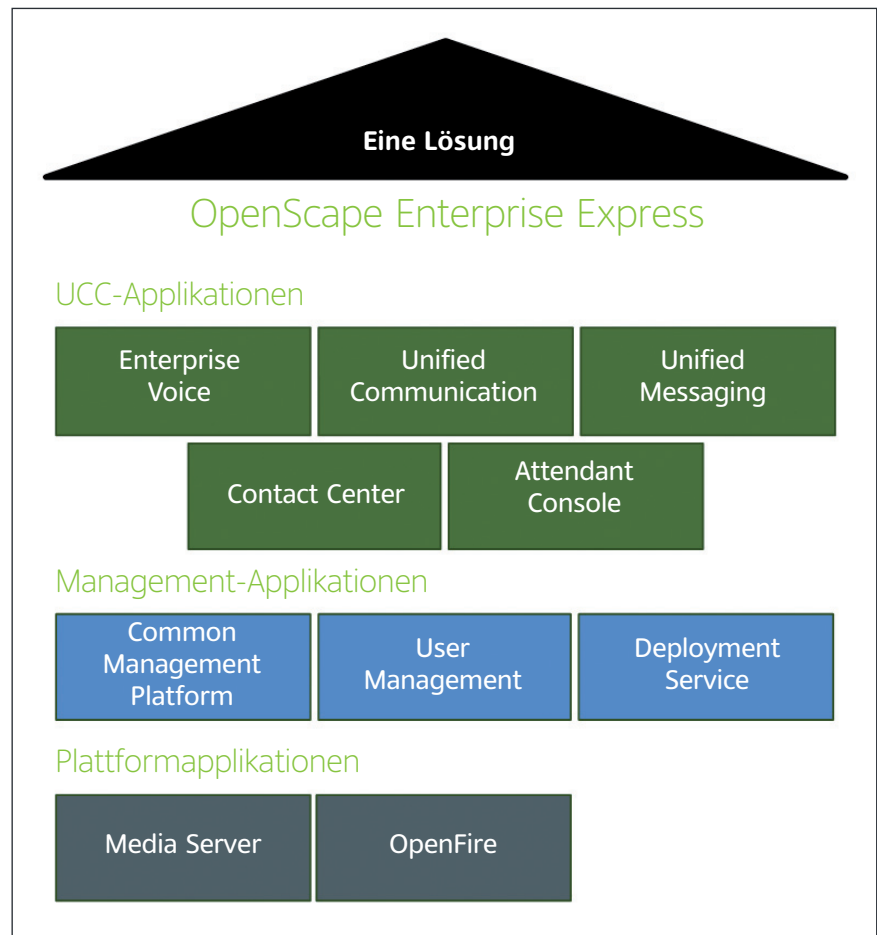 Eine Lösung
OpenScape Enterprise Express
UCC-Applikationen
Enterprise
Voice
Unified
Communication
Unified
Messaging
Contact Center
Attendant
Console
Management-Applikationen
Common
Management
Platform
User
Management
Deployment
Service
Plattformapplikationen
Media Server
OpenFire